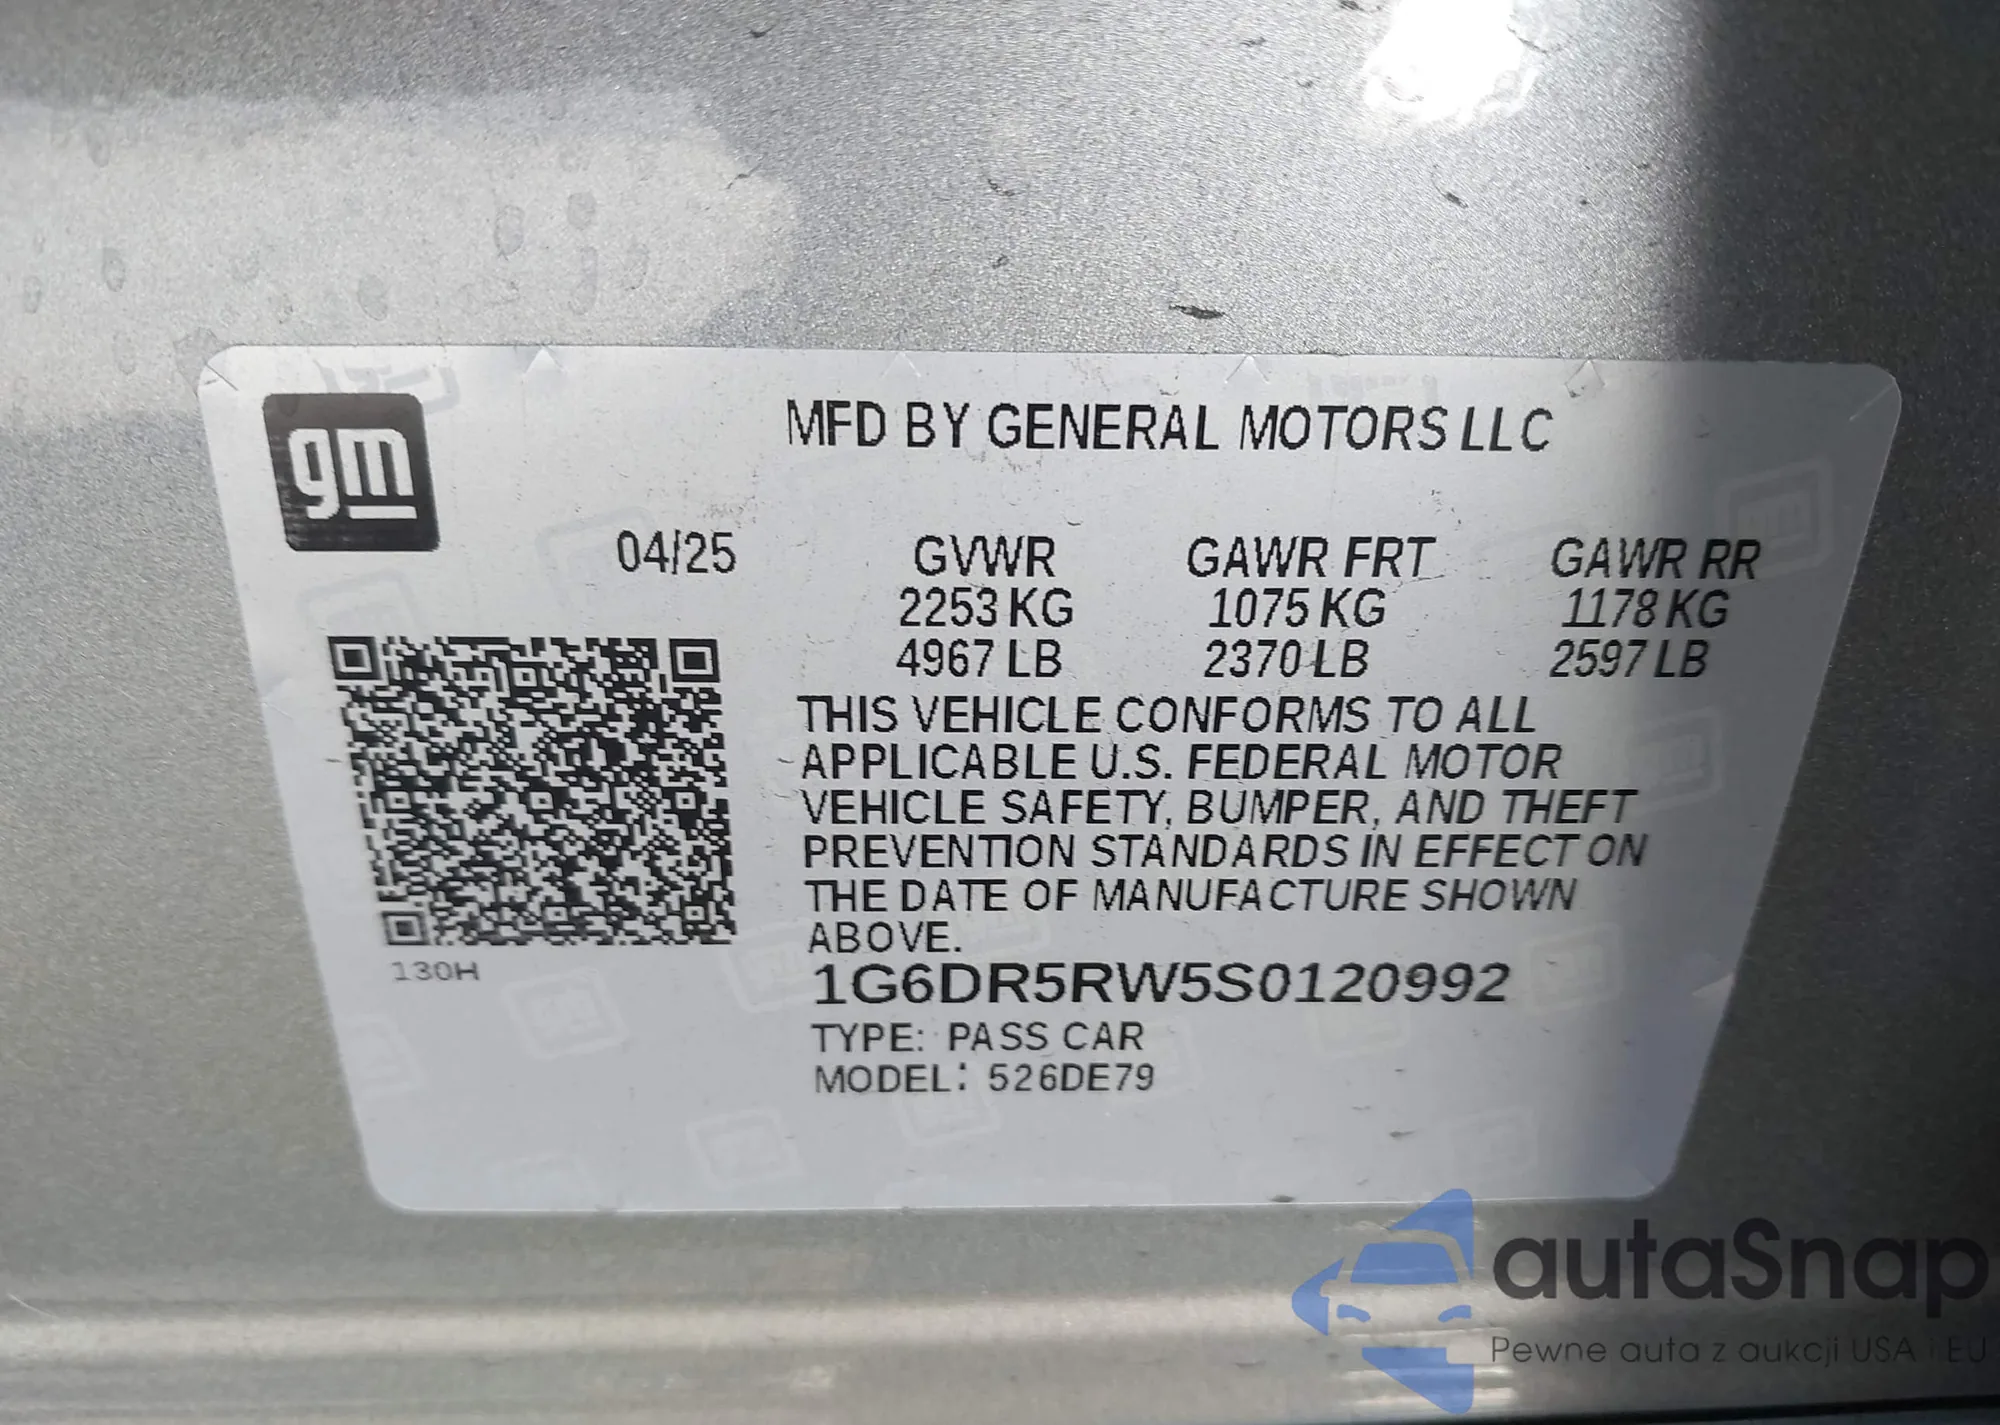 gm
MFD BY GENERAL MOTORS LLC
04/25
GVWR GAWR FRT GAWR RR
2253 KG 1075 KG 1178 KG
4967 LB 2370 LB 2597 LB
THIS VEHICLE CONFORMS TO ALL
APPLICABLE U.S. FEDERAL MOTOR
VEHICLE SAFETY, BUMPER, AND THEFT
PREVENTION STANDARDS IN EFFECT ON
THE DATE OF MANUFACTURE SHOWN
ABOVE.
130H
1G6DR5RW5S0120992
TYPE: PASS CAR
MODEL: 526DE79
autaSnap
Pewne auta z aukcji USA i EU